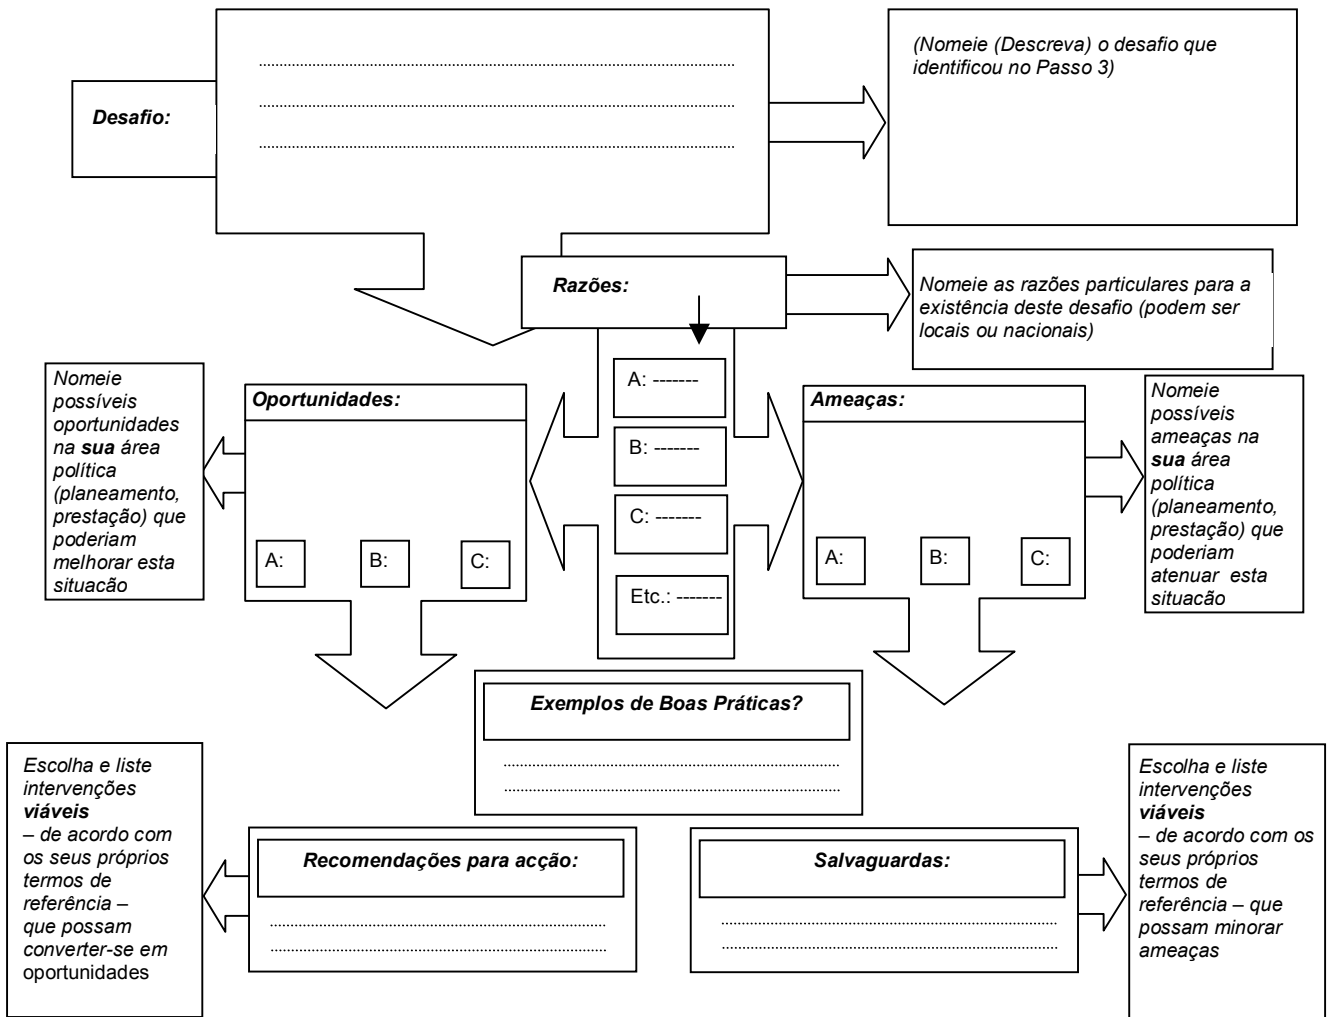 Desafio:
(Nomeie (Descreva) o desafio que
identificou no Passo 3)
Razões:
Nomeie as razões particulares para a
existência deste desafio (podem ser
locais ou nacionais)
Nomeie
possíveis
oportunidades
na sua área
política
(planeamento,
prestação) que
poderiam
melhorar esta
situacão
Oportunidades:
A:
B:
C:
A: -------
B: -------
C: -------
Etc.: -------
Ameaças:
A:
B:
C:
Nomeie
possíveis
ameaças na
sua área
política
(planeamento,
prestação) que
poderiam
atenuar esta
situacão
Exemplos de Boas Práticas?
Escolha e liste
intervenções
viáveis
– de acordo com
os seus próprios
termos de
referência –
que possam
converter-se em
oportunidades
Recomendações para acção:
Salvaguardas:
Escolha e liste
intervenções
viáveis
– de acordo com os
seus próprios
termos de
referência – que
possam minorar
ameaças